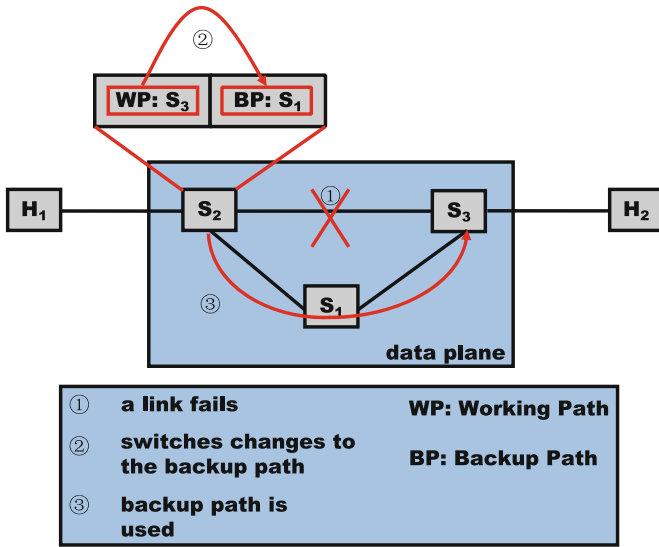 ②
WP: S₃ BP: S₁
①
H₁ S₂ S₃ H₂
③ S₁
data plane
① a link fails WP: Working Path
② switches changes to
the backup path BP: Backup Path
③ backup path is
used